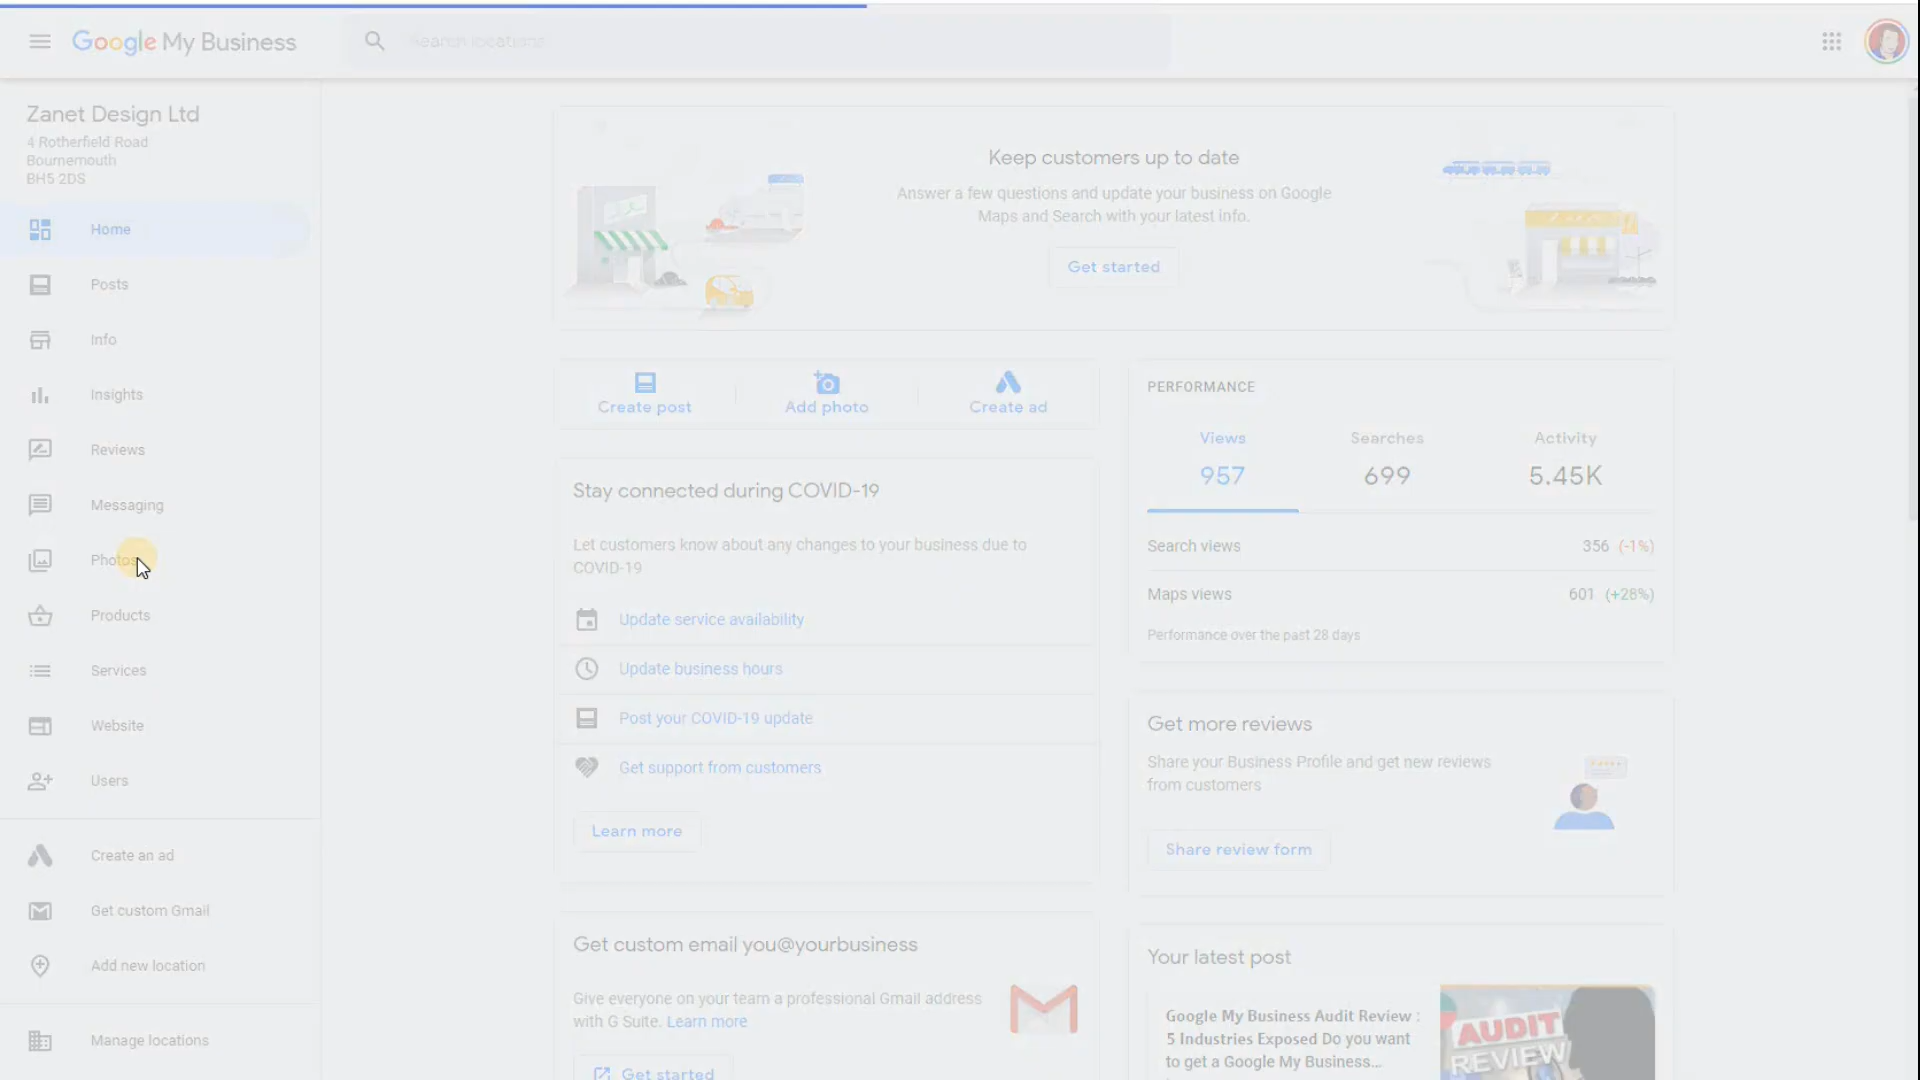 Google My Business
Search locations
Zanet Design Ltd
4 Rotherfield Road
Bournemouth
BH5 2DS
Home
Posts
Info
Insights
Reviews
Messaging
Photos
Products
Services
Website
Users
Create an ad
Get custom Gmail
Add new location
Manage locations
Keep customers up to date
Answer a few questions and update your business on Google
Maps and Search with your latest info.
Get started
Create post
Add photo
Create ad
Stay connected during COVID-19
Let customers know about any changes to your business due to
COVID-19
Update service availability
Update business hours
Post your COVID-19 update
Get support from customers
Learn more
Get custom email you@yourbusiness
Give everyone on your team a professional Gmail address
with G Suite. Learn more
Get started
PERFORMANCE
Views Searches Activity
957 699 5.45K
Search views 356 (-1%)
Maps views 601 (+28%)
Performance over the past 28 days
Get more reviews
Share your Business Profile and get new reviews
from customers
Share review form
Your latest post
Google My Business Audit Review :
5 Industries Exposed Do you want
to get a Google My Business...
AUDIT
REVIEW